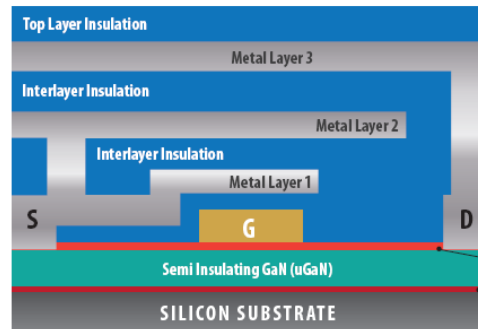 Top Layer Insulation
Metal Layer 3
Interlayer Insulation
Metal Layer 2
Interlayer Insulation
Metal Layer 1
S
G
D
Semi Insulating GaN (uGaN)
SILICON SUBSTRATE